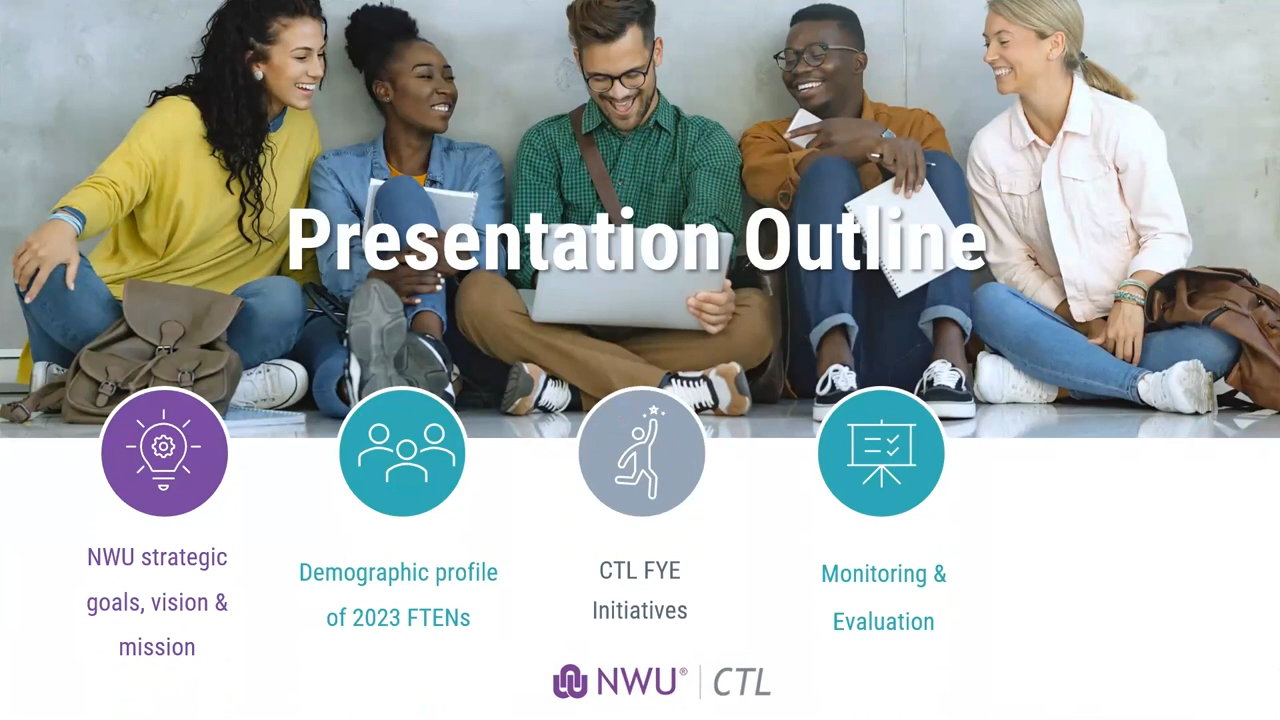 Presentation Outline
NWU strategic
goals, vision &
mission
Demographic profile
of 2023 FTENs
CTL FYE
Initiatives
Monitoring &
Evaluation
NWU® CTL